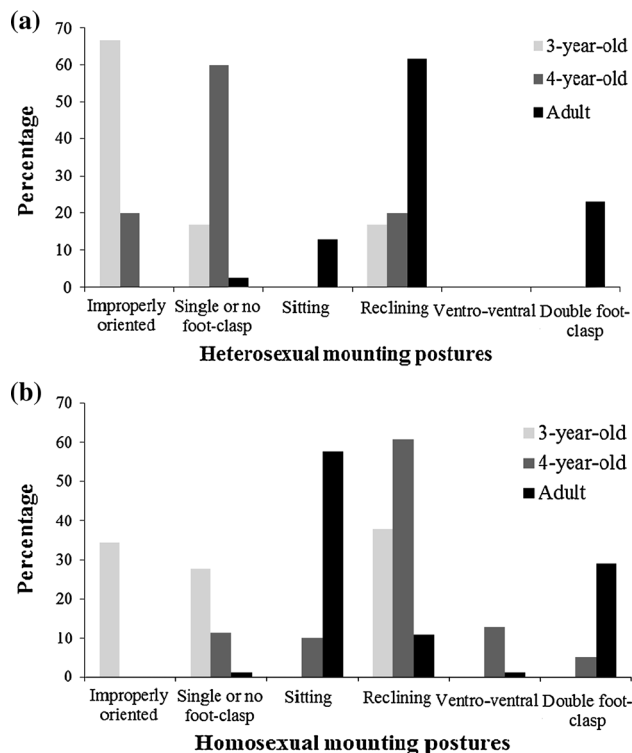 (a)
70
60
50
40
30
20
10
0
Percentage
3-year-old
4-year-old
Adult
Improperly oriented
Single or no foot-clasp
Sitting
Reclining
Ventro-ventral
Double foot-clasp
Heterosexual mounting postures
(b)
70
60
50
40
30
20
10
0
Percentage
3-year-old
4-year-old
Adult
Improperly oriented
Single or no foot-clasp
Sitting
Reclining
Ventro-ventral
Double foot-clasp
Homosexual mounting postures